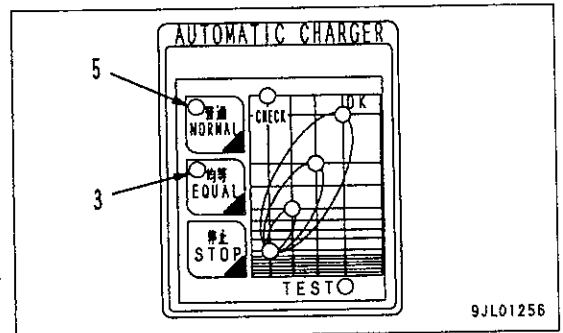 AUTOMATIC CHARGER
5
普通
NORMAL
CHECK
OK
3
均等
EQUAL
停止
STOP
TEST
9JL01256